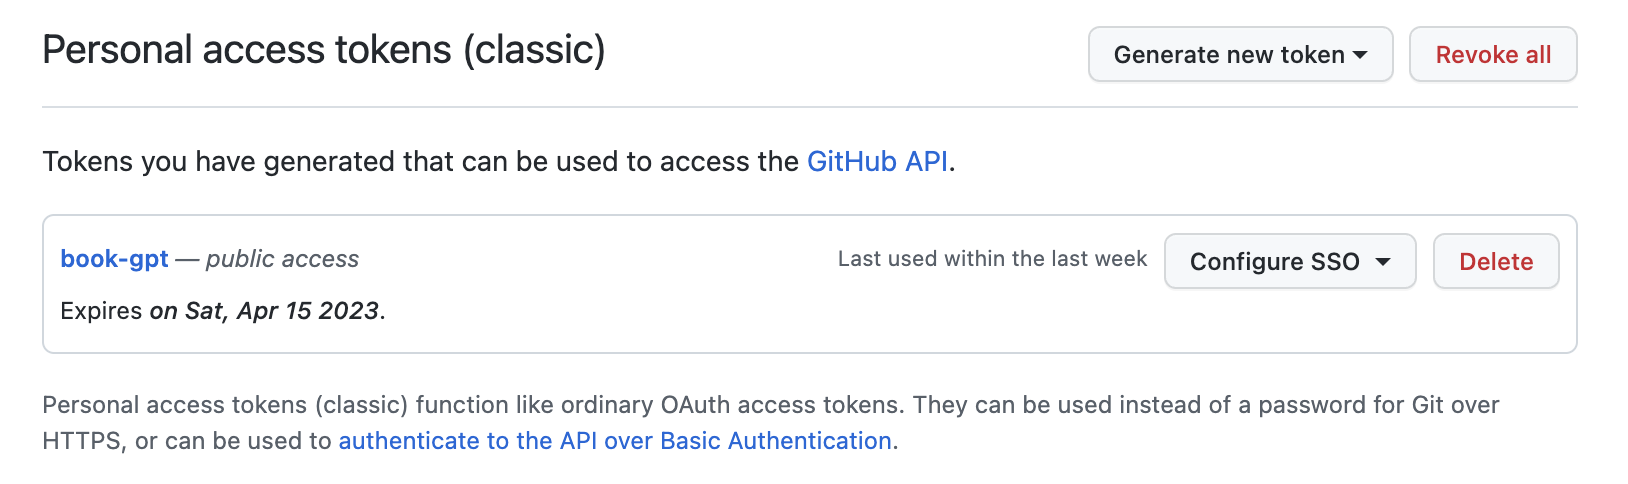 Personal access tokens (classic)
Generate new token
Revoke all
Tokens you have generated that can be used to access the GitHub API.
book-gpt — public access
Last used within the last week
Configure SSO
Delete
Expires on Sat, Apr 15 2023.
Personal access tokens (classic) function like ordinary OAuth access tokens. They can be used instead of a password for Git over
HTTPS, or can be used to authenticate to the API over Basic Authentication.